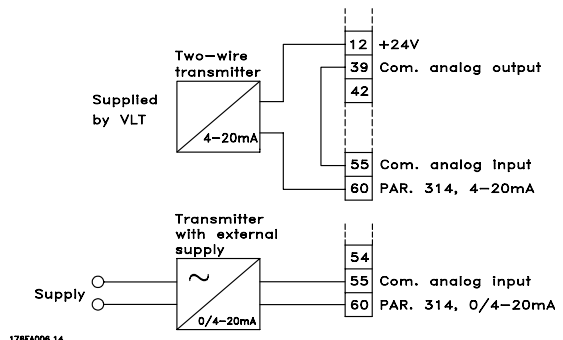 12 +24V
Two-wire
transmitter
39 Com. analog output
42
Supplied
by VLT
4-20mA
55 Com. analog input
60 PAR. 314, 4-20mA
Transmitter
with external
supply
~
54
55 Com. analog input
Supply
60 PAR. 314, 0/4-20mA
0/4-20mA
178FA006.14